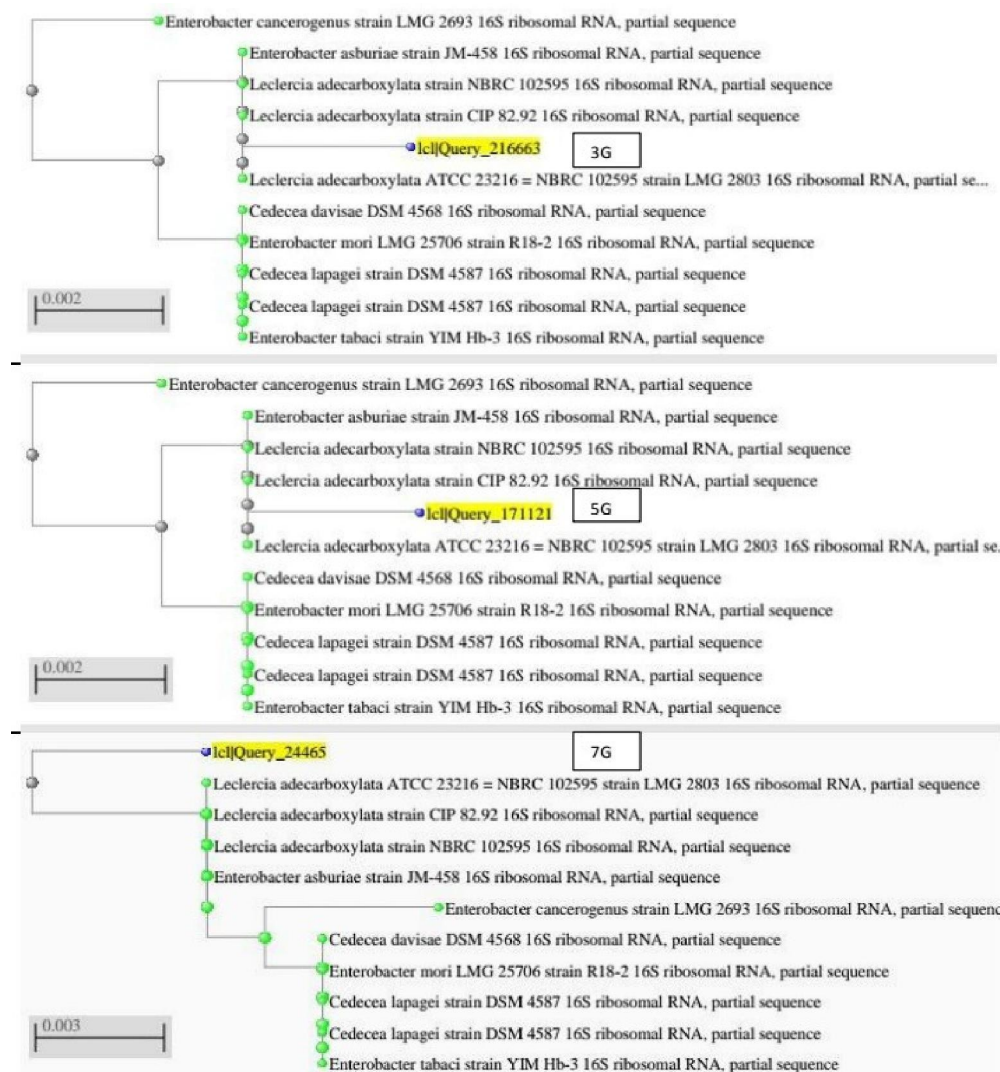 Enterobacter cancerogenus strain LMG 2693 16S ribosomal RNA, partial sequence
Enterobacter asburiae strain JM-458 16S ribosomal RNA, partial sequence
Leclercia adecarboxylata strain NBRC 102595 16S ribosomal RNA, partial sequence
Leclercia adecarboxylata strain CIP 82.92 16S ribosomal RNA, partial sequence
lcl|Query_216663 3G
Leclercia adecarboxylata ATCC 23216 = NBRC 102595 strain LMG 2803 16S ribosomal RNA, partial se...
Cedecea davisae DSM 4568 16S ribosomal RNA, partial sequence
Enterobacter mori LMG 25706 strain R18-2 16S ribosomal RNA, partial sequence
Cedecea lapagei strain DSM 4587 16S ribosomal RNA, partial sequence
0.002 Cedecea lapagei strain DSM 4587 16S ribosomal RNA, partial sequence
Enterobacter tabaci strain YIM Hb-3 16S ribosomal RNA, partial sequence
Enterobacter cancerogenus strain LMG 2693 16S ribosomal RNA, partial sequence
Enterobacter asburiae strain JM-458 16S ribosomal RNA, partial sequence
Leclercia adecarboxylata strain NBRC 102595 16S ribosomal RNA, partial sequence
Leclercia adecarboxylata strain CIP 82.92 16S ribosomal RNA, partial sequence
lcl|Query_171121 5G
Leclercia adecarboxylata ATCC 23216 = NBRC 102595 strain LMG 2803 16S ribosomal RNA, partial se.
Cedecea davisae DSM 4568 16S ribosomal RNA, partial sequence
Enterobacter mori LMG 25706 strain R18-2 16S ribosomal RNA, partial sequence
Cedecea lapagei strain DSM 4587 16S ribosomal RNA, partial sequence
0.002 Cedecea lapagei strain DSM 4587 16S ribosomal RNA, partial sequence
Enterobacter tabaci strain YIM Hb-3 16S ribosomal RNA, partial sequence
lcl|Query_24465 7G
Leclercia adecarboxylata ATCC 23216 = NBRC 102595 strain LMG 2803 16S ribosomal RNA, partial sequence
Leclercia adecarboxylata strain CIP 82.92 16S ribosomal RNA, partial sequence
Leclercia adecarboxylata strain NBRC 102595 16S ribosomal RNA, partial sequence
Enterobacter asburiae strain JM-458 16S ribosomal RNA, partial sequence
Enterobacter cancerogenus strain LMG 2693 16S ribosomal RNA, partial sequenc
Cedecea davisae DSM 4568 16S ribosomal RNA, partial sequence
Enterobacter mori LMG 25706 strain R18-2 16S ribosomal RNA, partial sequence
Cedecea lapagei strain DSM 4587 16S ribosomal RNA, partial sequence
0.003 Cedecea lapagei strain DSM 4587 16S ribosomal RNA, partial sequence
Enterobacter tabaci strain YIM Hb-3 16S ribosomal RNA, partial sequence